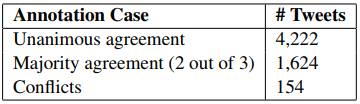 Annotation Case # Tweets
Unanimous agreement 4,222
Majority agreement (2 out of 3) 1,624
Conflicts 154